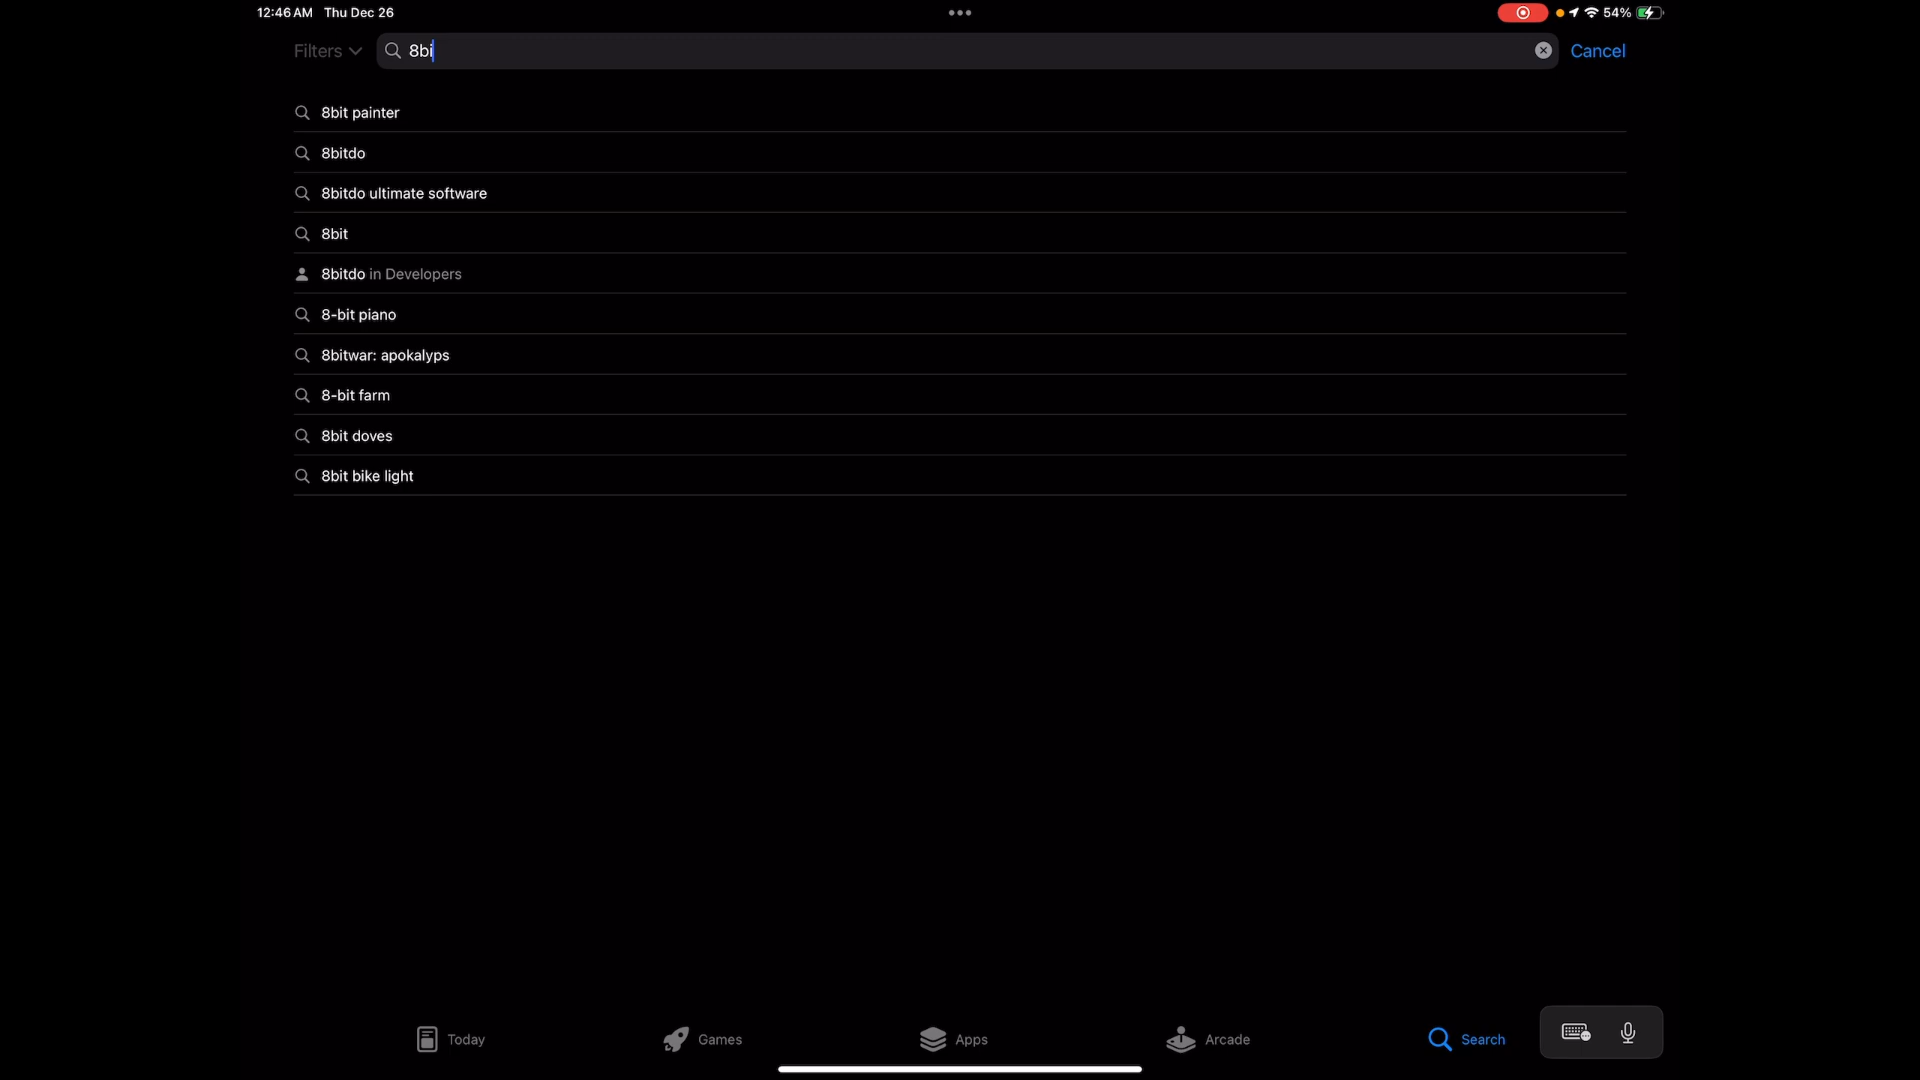 12:46 AM Thu Dec 26
54%
Filters
8bi
Cancel
8bit painter
8bitdo
8bitdo ultimate software
8bit
8bitdo in Developers
8-bit piano
8bitwar: apokalyps
8-bit farm
8bit doves
8bit bike light
Today
Games
Apps
Arcade
Search